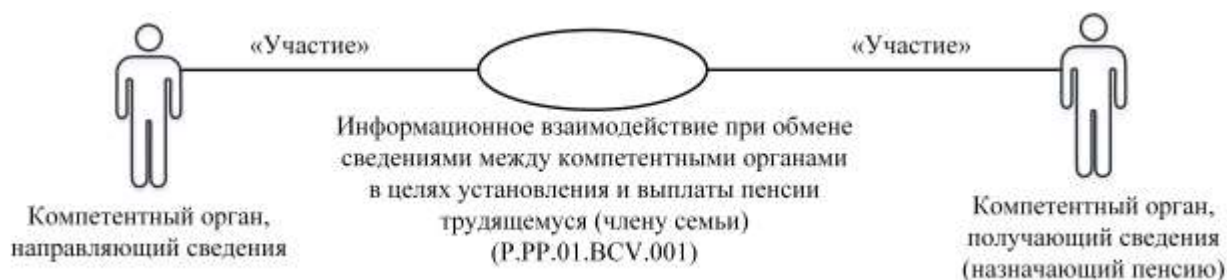 «Участие»
«Участие»
Информационное взаимодействие при обмене
сведениями между компетентными органами
в целях установления и выплаты пенсии
трудящемуся (члену семьи)
(P.PP.01.BCV.001)
Компетентный орган,
направляющий сведения
Компетентный орган,
получающий сведения
(назначающий пенсию)